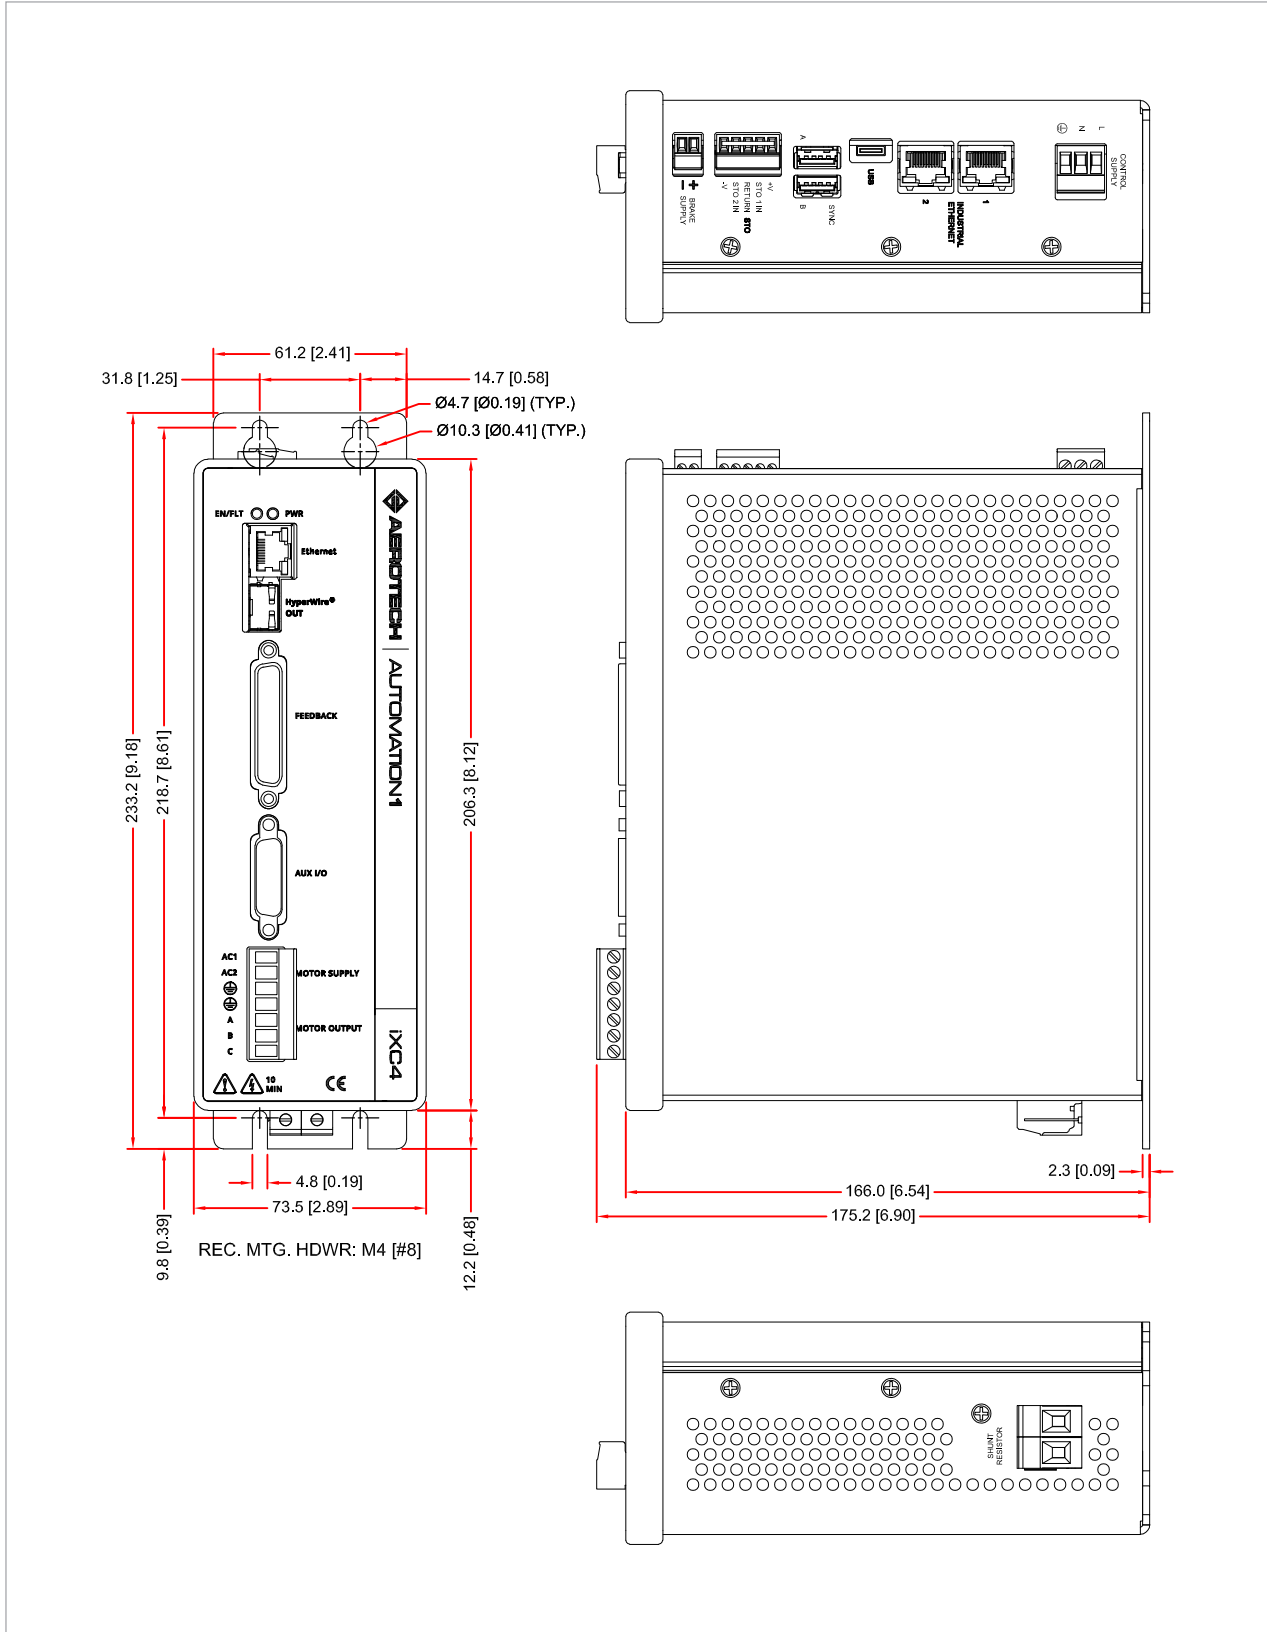 L
N
CONTROL
SUPPLY
A
B
SYNC
USB
1
2
INDUSTRIAL
ETHERNET
+V
STO 1 IN
RETURN
STO 2 IN
-V
STO
+
−
BRAKE
SUPPLY
61.2 [2.41]
31.8 [1.25]
14.7 [0.58]
Ø4.7 [Ø0.19] (TYP.)
Ø10.3 [Ø0.41] (TYP.)
EN/FLT
PWR
Ethernet
HyperWire®
OUT
FEEDBACK
AUX I/O
AC1
AC2
MOTOR SUPPLY
A
B
C
MOTOR OUTPUT
10
MIN
CE
AEROTECH
AUTOMATION1
iXC4
233.2 [9.18]
218.7 [8.61]
206.3 [8.12]
4.8 [0.19]
73.5 [2.89]
9.8 [0.39]
12.2 [0.48]
REC. MTG. HDWR: M4 [#8]
2.3 [0.09]
166.0 [6.54]
175.2 [6.90]
SHUNT
RESISTOR